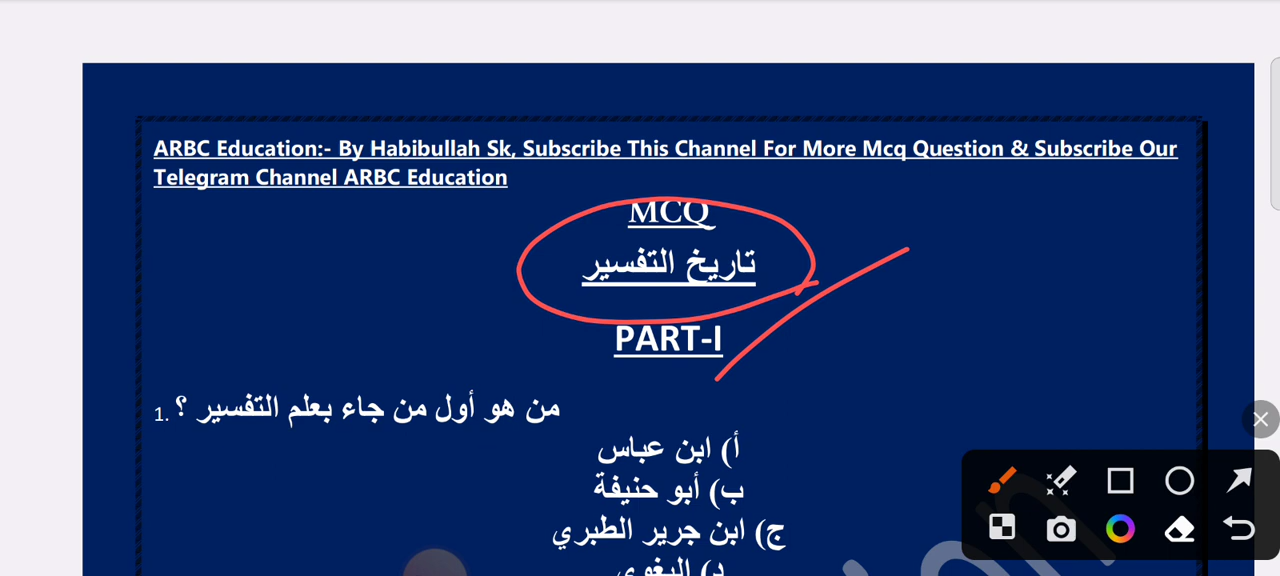 ARBC Education:- By Habibullah Sk, Subscribe This Channel For More Mcq Question & Subscribe Our
Telegram Channel ARBC Education
MCQ
تاريخ التفسير
PART-I
1. من هو أول من جاء بعلم التفسير ؟
أ) ابن عباس
ب) أبو حنيفة
ج) ابن جرير الطبري
د) البغوي